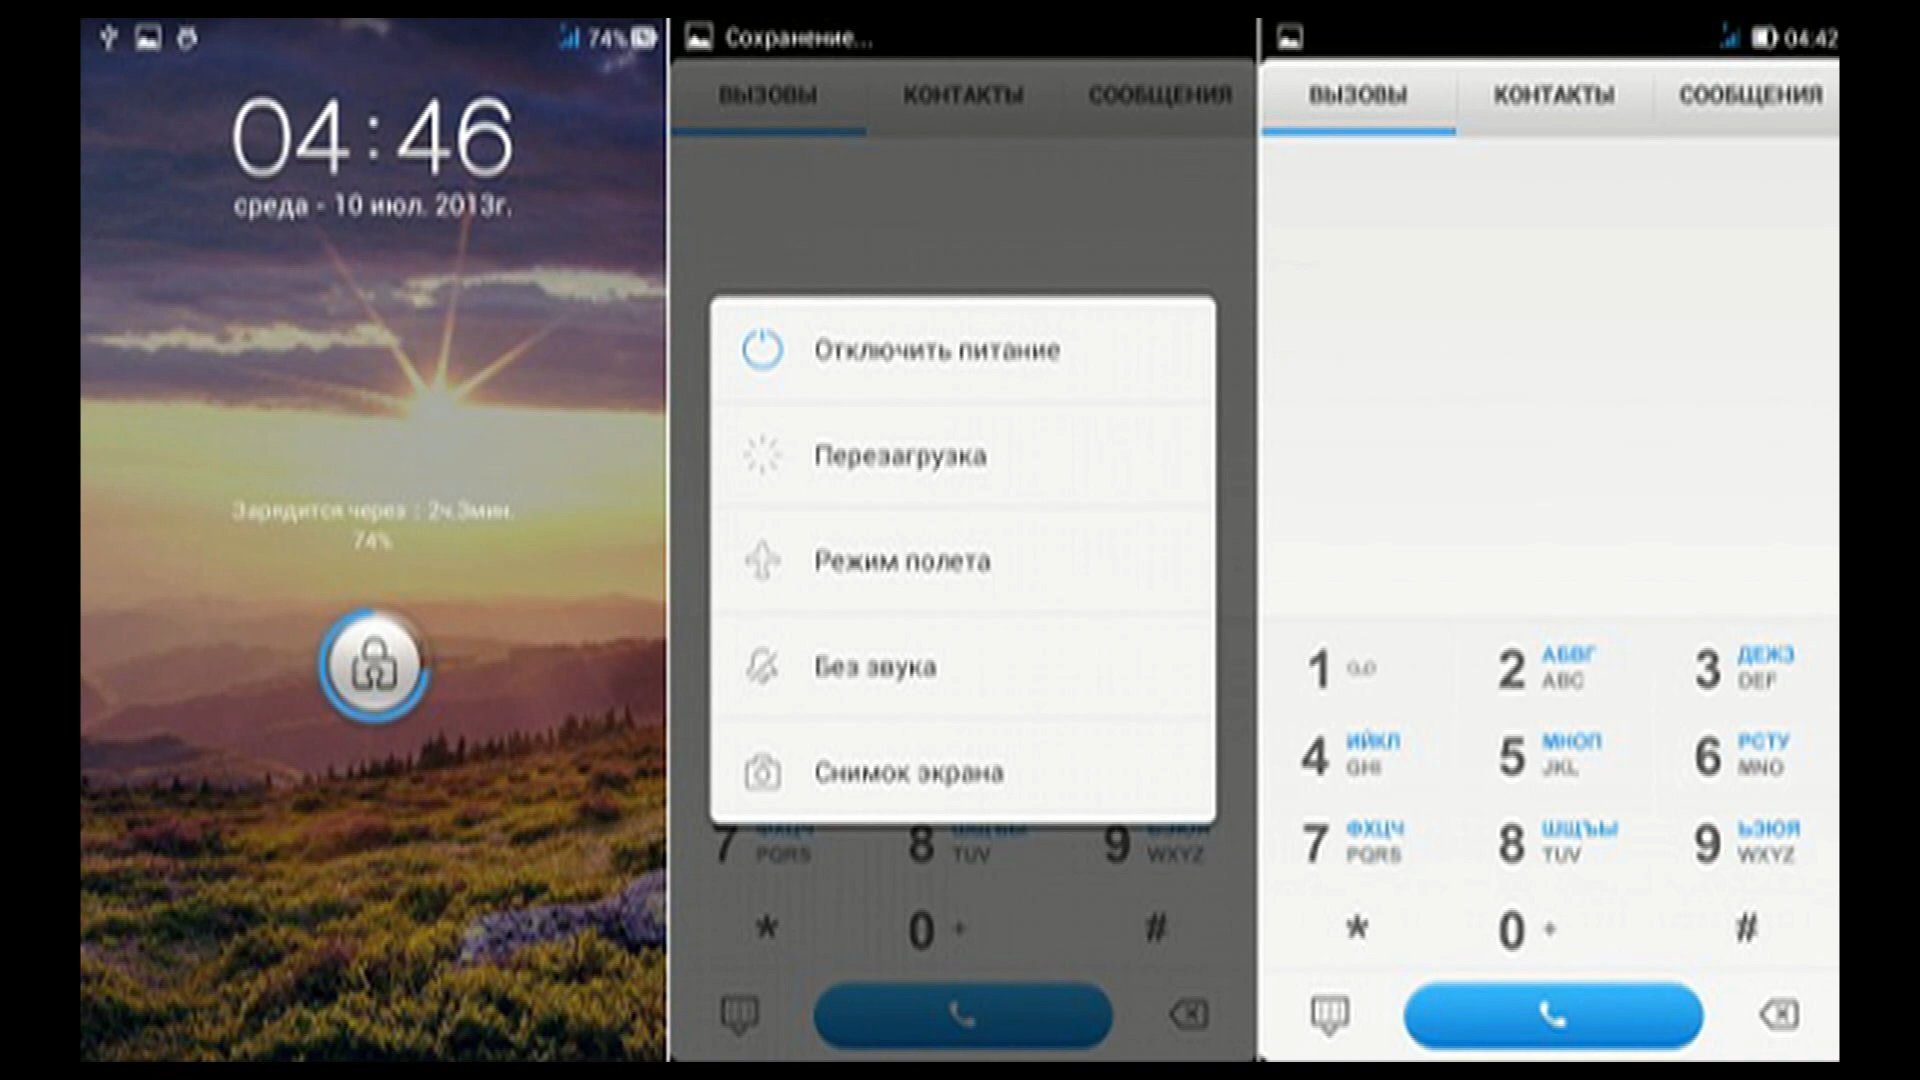 74%
04:46
среда - 10 июл. 2013г.
Зарядится через : 2ч.3мин.
74%
Сохранение...
ВЫЗОВЫ
КОНТАКТЫ
СООБЩЕНИЯ
Отключить питание
Перезагрузка
Режим полета
Без звука
Снимок экрана
7 ФХЦЧ PQRS
8 ШЩЪЫ TUV
9 ЬЭЮЯ WXYZ
*
0 +
#
04:42
ВЫЗОВЫ
КОНТАКТЫ
СООБЩЕНИЯ
1
2 АБВГ ABC
3 ДЕЖЗ DEF
4 ИЙКЛ GHI
5 МНОП JKL
6 РСТУ MNO
7 ФХЦЧ PQRS
8 ШЩЪЫ TUV
9 ЬЭЮЯ WXYZ
*
0 +
#